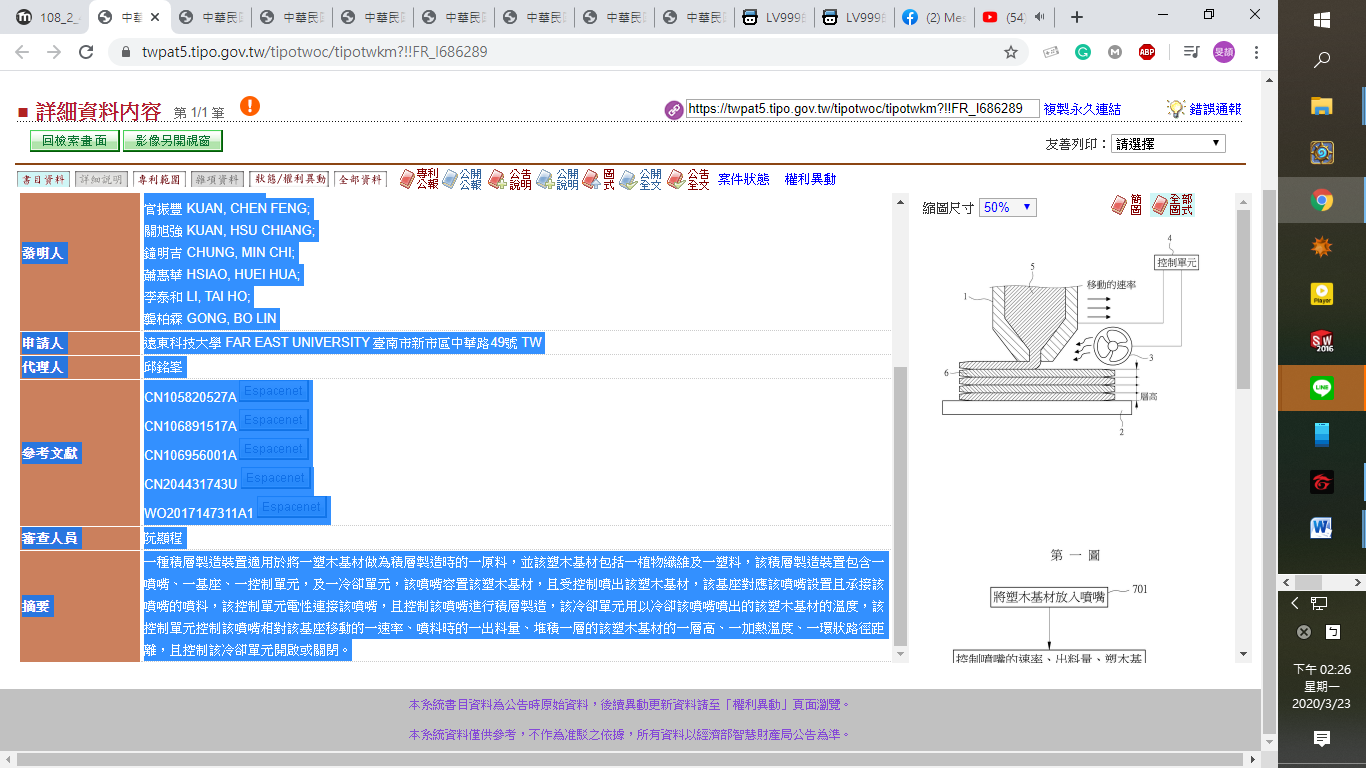 108_2_
中華
中華民
中華民
中華民
中華民
中華民
中華民
中華民
LV999
LV999
(2) Me
(54)
twpat5.tipo.gov.tw/tipotwoc/tipotwkm?!!FR_I686289
ABP
旻頡
詳細資料內容 第 1/1 筆
https://twpat5.tipo.gov.tw/tipotwoc/tipotwkm?!!FR_I686289 複製永久連結 錯誤通報
回檢索畫面 影像另開視窗 友善列印： 請選擇
書目資料 詳細說明 專利範圍 雜項資料 狀態/權利異動 全部資料 專利公報 公開公報 公告說明 公開說明 圖式 公開全文 公告全文 案件狀態 權利異動
發明人
官振豐 KUAN, CHEN FENG;
關旭強 KUAN, HSU CHIANG;
鐘明吉 CHUNG, MIN CHI;
蕭惠華 HSIAO, HUEI HUA;
李泰和 LI, TAI HO;
龔柏霖 GONG, BO LIN
申請人 遠東科技大學 FAR EAST UNIVERSITY 臺南市新市區中華路49號 TW
代理人 邱銘峯
參考文獻
CN105820527A Espacenet
CN106891517A Espacenet
CN106956001A Espacenet
CN204431743U Espacenet
WO2017147311A1 Espacenet
審查人員 阮顯程
摘要
一種積層製造裝置適用於將一塑木基材做為積層製造時的一原料，並該塑木基材包括一植物纖維及一塑料，該積層製造裝置包含一
噴嘴、一基座、一控制單元，及一冷卻單元，該噴嘴容置該塑木基材，且受控制噴出該塑木基材，該基座對應該噴嘴設置且承接該
噴嘴的噴料，該控制單元電性連接該噴嘴，且控制該噴嘴進行積層製造，該冷卻單元用以冷卻該噴嘴噴出的該塑木基材的溫度，該
控制單元控制該噴嘴相對該基座移動的一速率、噴料時的一出料量、堆積一層的該塑木基材的一層高、一加熱溫度、一環狀路徑距
離，且控制該冷卻單元開啟或關閉。
縮圖尺寸 50% 簡圖 全部圖式
4
控制單元
5
1
移動的速率
3
6
層高
2
第 一 圖
將塑木基材放入噴嘴 701
控制噴嘴的速率、出料量、塑木基
本系統書目資料為公告時原始資料，後續異動更新資料請至「權利異動」頁面瀏覽。
本系統資料僅供參考，不作為准駁之依據，所有資料以經濟部智慧財產局公告為準。
Player
SW
2016
LINE
W
ㄅ
下午 02:26
星期一
2020/3/23